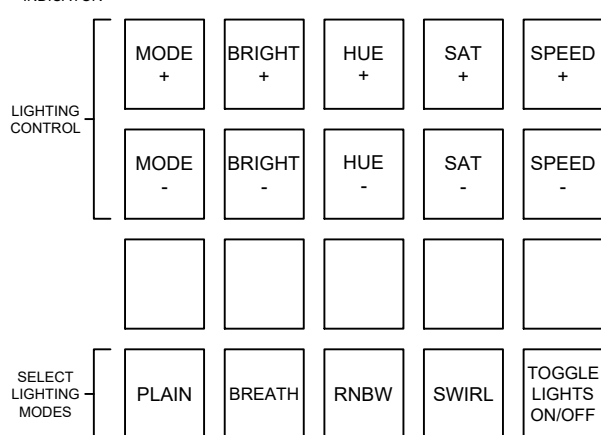 MODE
+
BRIGHT
+
HUE
+
SAT
+
SPEED
+
LIGHTING
CONTROL
MODE
-
BRIGHT
-
HUE
-
SAT
-
SPEED
-
SELECT
LIGHTING
MODES
PLAIN
BREATH
RNBW
SWIRL
TOGGLE
LIGHTS
ON/OFF